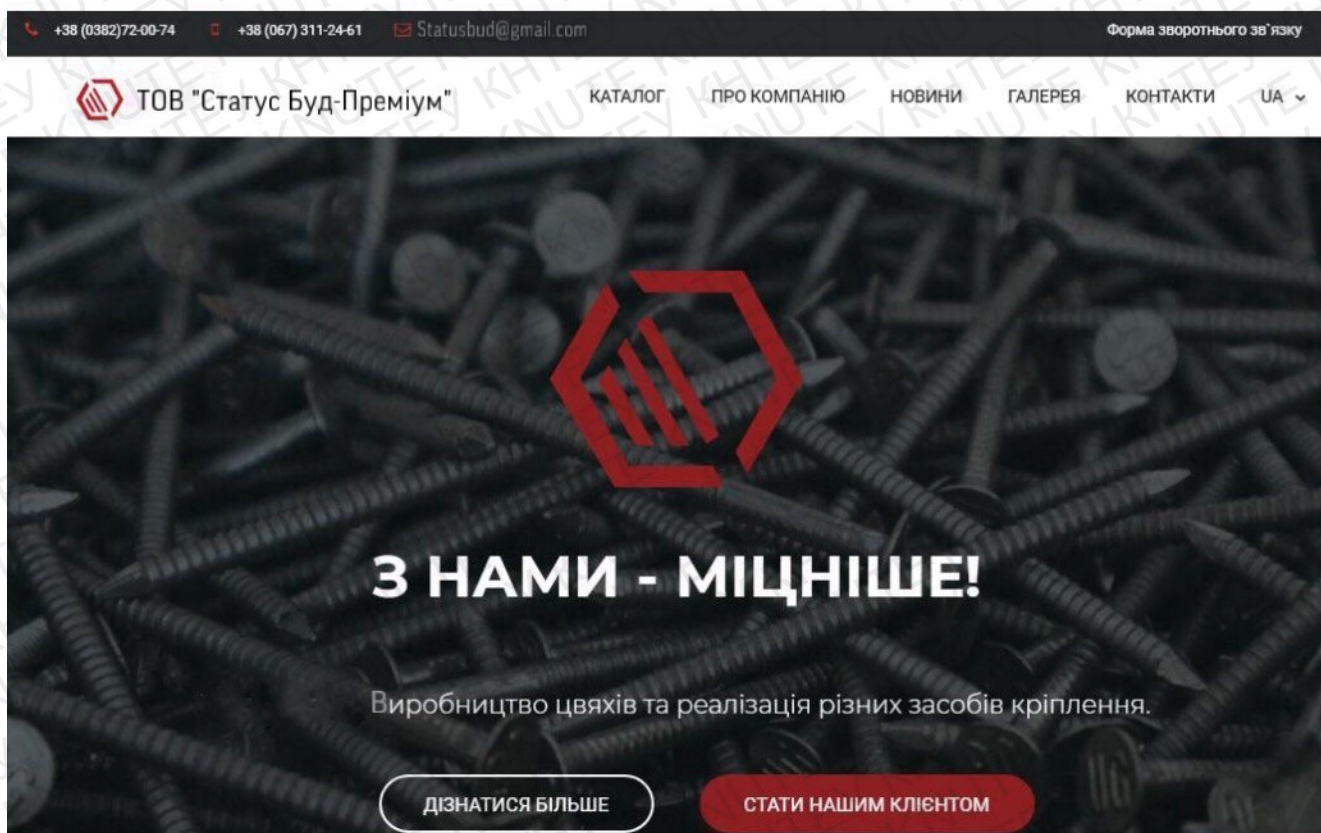 +38 (0382)72-00-74 +38 (067) 311-24-61 Statusbud@gmail.com Форма зворотнього зв`язку
ТОВ "Статус Буд-Преміум" КАТАЛОГ ПРО КОМПАНІЮ НОВИНИ ГАЛЕРЕЯ КОНТАКТИ UA
З НАМИ - МІЦНІШЕ!
Виробництво цвяхів та реалізація різних засобів кріплення.
ДІЗНАТИСЯ БІЛЬШЕ СТАТИ НАШИМ КЛІЄНТОМ